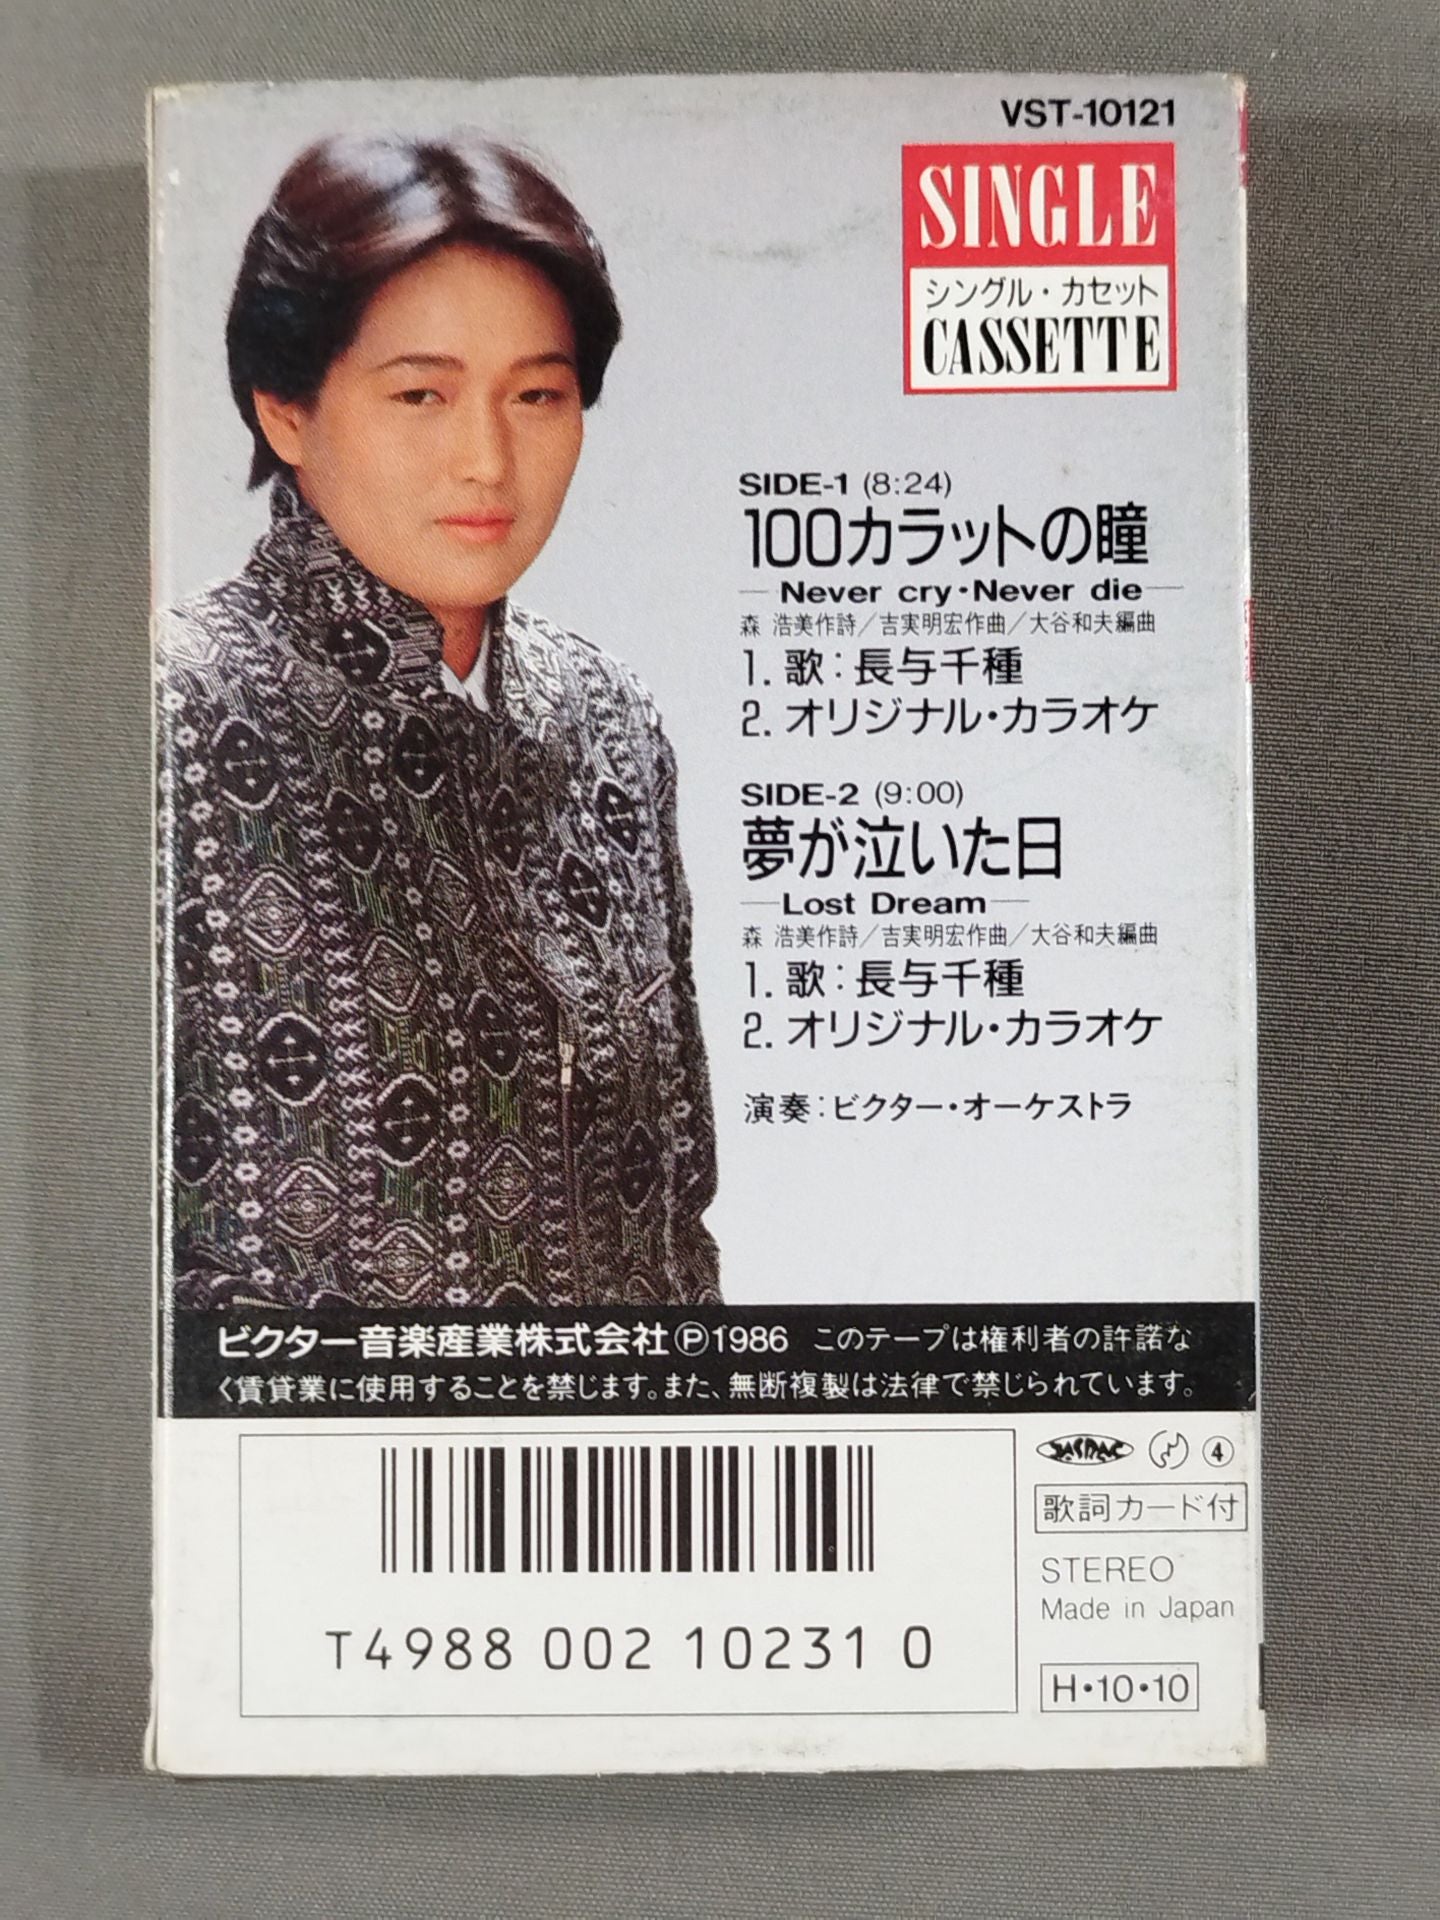 VST-10121
SINGLE
シングル・カセット
CASSETTE
SIDE-1 (8:24)
100カラットの瞳
—Never cry・Never die—
森 浩美作詩／吉実明宏作曲／大谷和夫編曲
1. 歌：長与千種
2. オリジナル・カラオケ
SIDE-2 (9:00)
夢が泣いた日
—Lost Dream—
森 浩美作詩／吉実明宏作曲／大谷和夫編曲
1. 歌：長与千種
2. オリジナル・カラオケ
演奏：ビクター・オーケストラ
ビクター音楽産業株式会社Ⓟ1986 このテープは権利者の許諾な
く賃貸業に使用することを禁じます。また、無断複製は法律で禁じられています。
JASRAC ④
歌詞カード付
STEREO
Made in Japan
H・10・10
T4988 002 10231 0